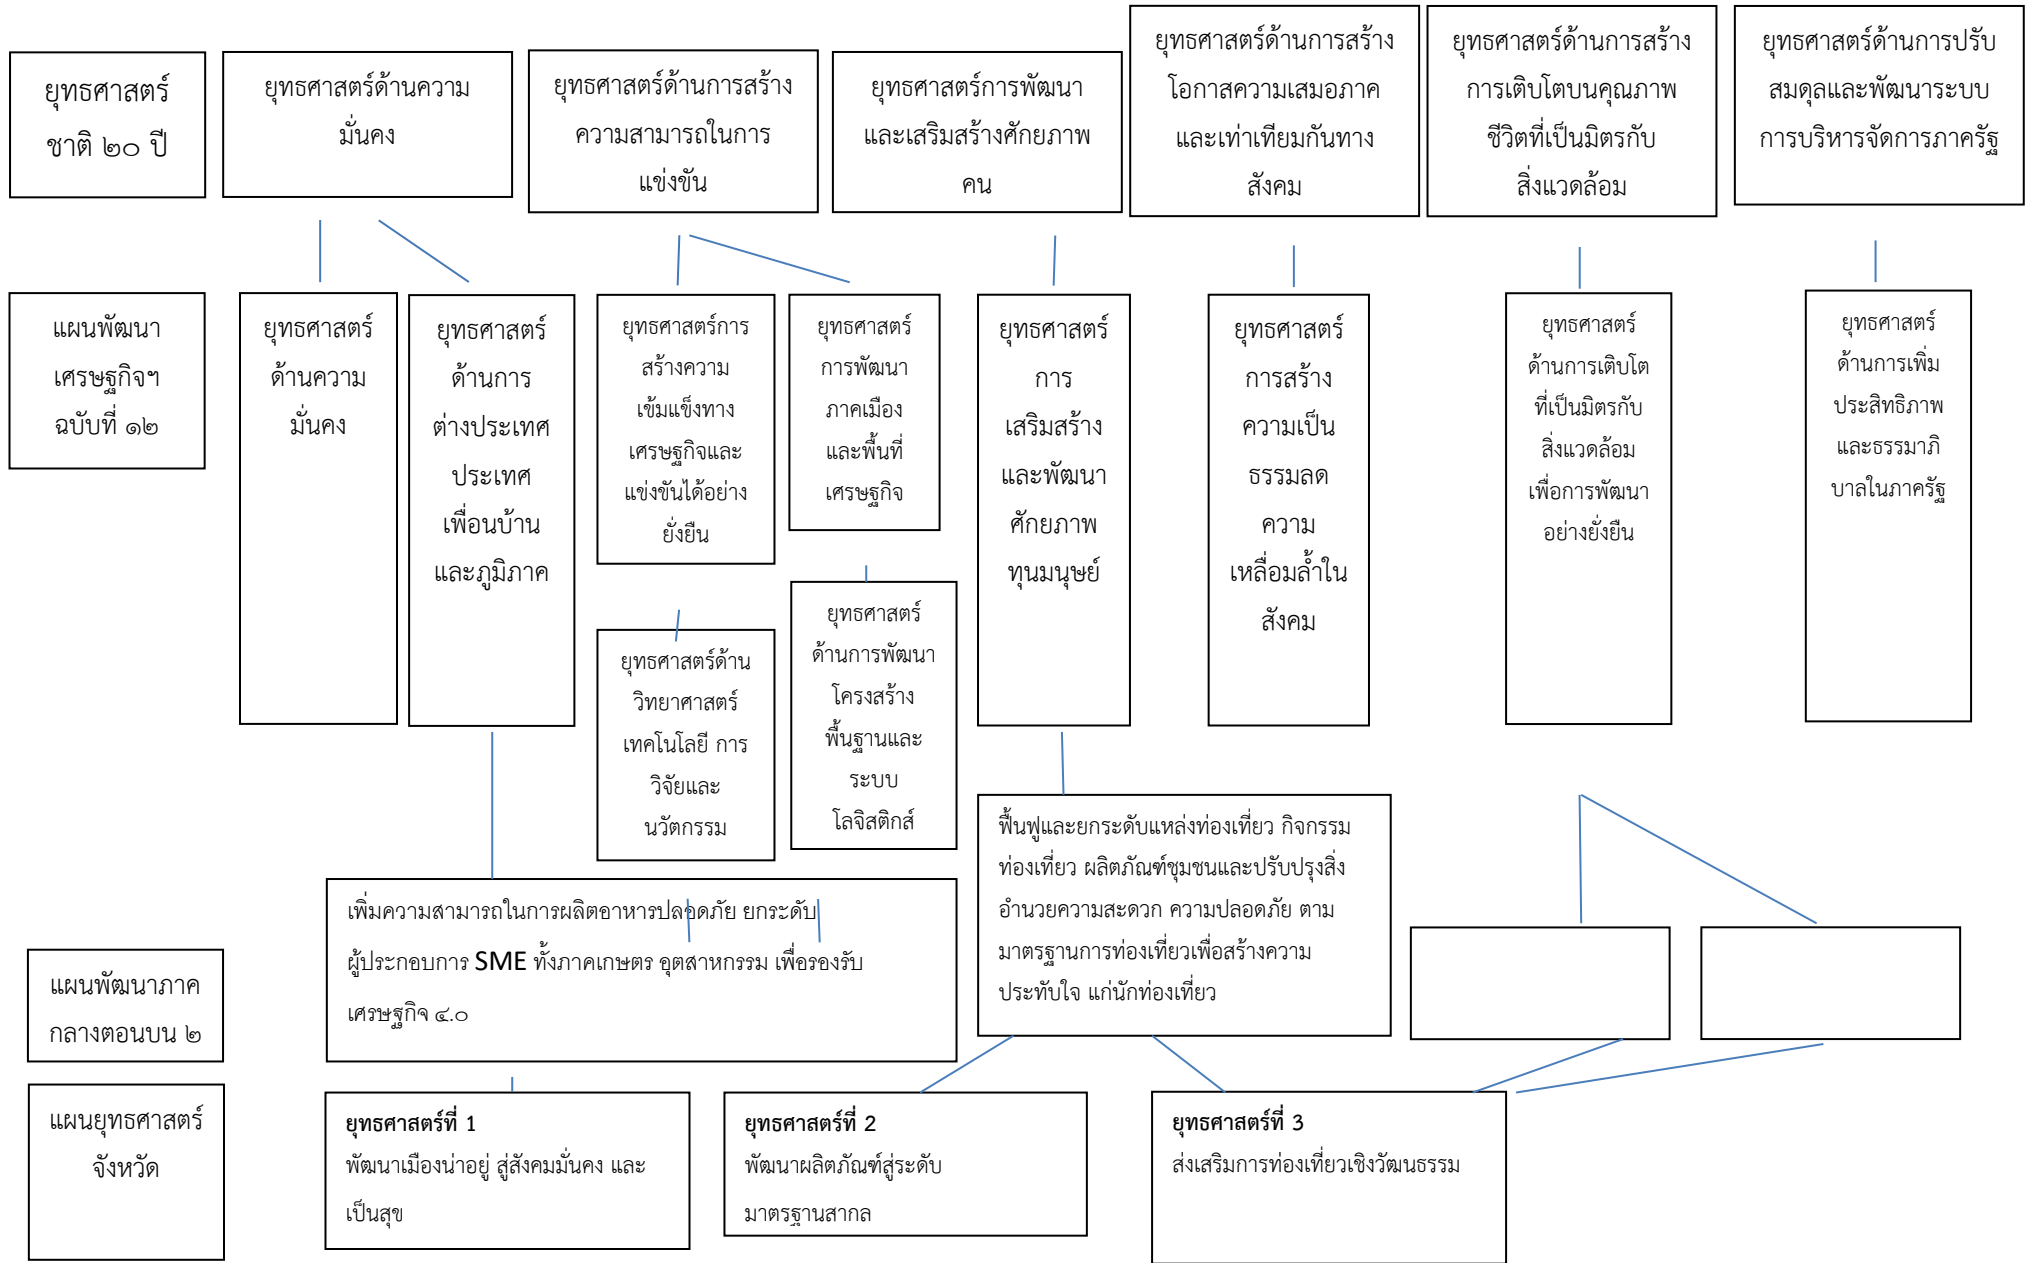 ยุทธศาสตร์
ชาติ ๒๐ ปี
ยุทธศาสตร์ด้านความ
มั่นคง
ยุทธศาสตร์ด้านการสร้าง
ความสามารถในการ
แข่งขัน
ยุทธศาสตร์การพัฒนา
และเสริมสร้างศักยภาพ
คน
ยุทธศาสตร์ด้านการสร้าง
โอกาสความเสมอภาค
และเท่าเทียมกันทาง
สังคม
ยุทธศาสตร์ด้านการสร้าง
การเติบโตบนคุณภาพ
ชีวิตที่เป็นมิตรกับ
สิ่งแวดล้อม
ยุทธศาสตร์ด้านการปรับ
สมดุลและพัฒนาระบบ
การบริหารจัดการภาครัฐ
แผนพัฒนา
เศรษฐกิจฯ
ฉบับที่ ๑๒
ยุทธศาสตร์
ด้านความ
มั่นคง
ยุทธศาสตร์
ด้านการ
ต่างประเทศ
ประเทศ
เพื่อนบ้าน
และภูมิภาค
ยุทธศาสตร์การ
สร้างความ
เข้มแข็งทาง
เศรษฐกิจและ
แข่งขันได้อย่าง
ยั่งยืน
ยุทธศาสตร์
การพัฒนา
ภาคเมือง
และพื้นที่
เศรษฐกิจ
ยุทธศาสตร์
การ
เสริมสร้าง
และพัฒนา
ศักยภาพ
ทุนมนุษย์
ยุทธศาสตร์
การสร้าง
ความเป็น
ธรรมลด
ความ
เหลื่อมล้ำใน
สังคม
ยุทธศาสตร์
ด้านการเติบโต
ที่เป็นมิตรกับ
สิ่งแวดล้อม
เพื่อการพัฒนา
อย่างยั่งยืน
ยุทธศาสตร์
ด้านการเพิ่ม
ประสิทธิภาพ
และธรรมาภิ
บาลในภาครัฐ
ยุทธศาสตร์ด้าน
วิทยาศาสตร์
เทคโนโลยี การ
วิจัยและ
นวัตกรรม
ยุทธศาสตร์
ด้านการพัฒนา
โครงสร้าง
พื้นฐานและ
ระบบ
โลจิสติกส์
แผนพัฒนาภาค
กลางตอนบน ๒
เพิ่มความสามารถในการผลิตอาหารปลอดภัย ยกระดับ
ผู้ประกอบการ SME ทั้งภาคเกษตร อุตสาหกรรม เพื่อรองรับ
เศรษฐกิจ ๔.๐
ฟื้นฟูและยกระดับแหล่งท่องเที่ยว กิจกรรม
ท่องเที่ยว ผลิตภัณฑ์ชุมชนและปรับปรุงสิ่ง
อำนวยความสะดวก ความปลอดภัย ตาม
มาตรฐานการท่องเที่ยวเพื่อสร้างความ
ประทับใจ แก่นักท่องเที่ยว
แผนยุทธศาสตร์
จังหวัด
ยุทธศาสตร์ที่ 1
พัฒนาเมืองน่าอยู่ สู่สังคมมั่นคง และ
เป็นสุข
ยุทธศาสตร์ที่ 2
พัฒนาผลิตภัณฑ์สู่ระดับ
มาตรฐานสากล
ยุทธศาสตร์ที่ 3
ส่งเสริมการท่องเที่ยวเชิงวัฒนธรรม